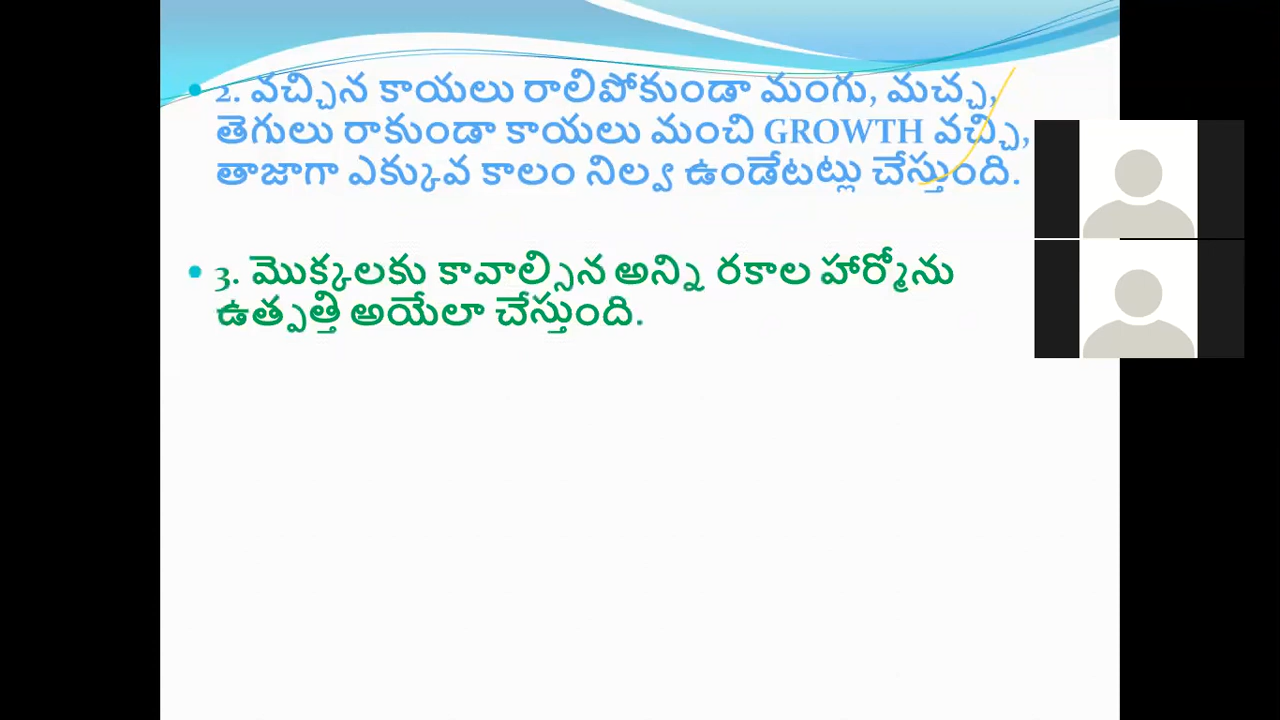 2. వచ్చిన కాయలు రాలిపోకుండా మంగు, మచ్చ,
తెగులు రాకుండా కాయలు మంచి GROWTH వచ్చి,
తాజాగా ఎక్కువ కాలం నిల్వ ఉండేటట్లు చేస్తుంది.
3. మొక్కలకు కావాల్సిన అన్ని రకాల హార్మోను
ఉత్పత్తి అయేలా చేస్తుంది.